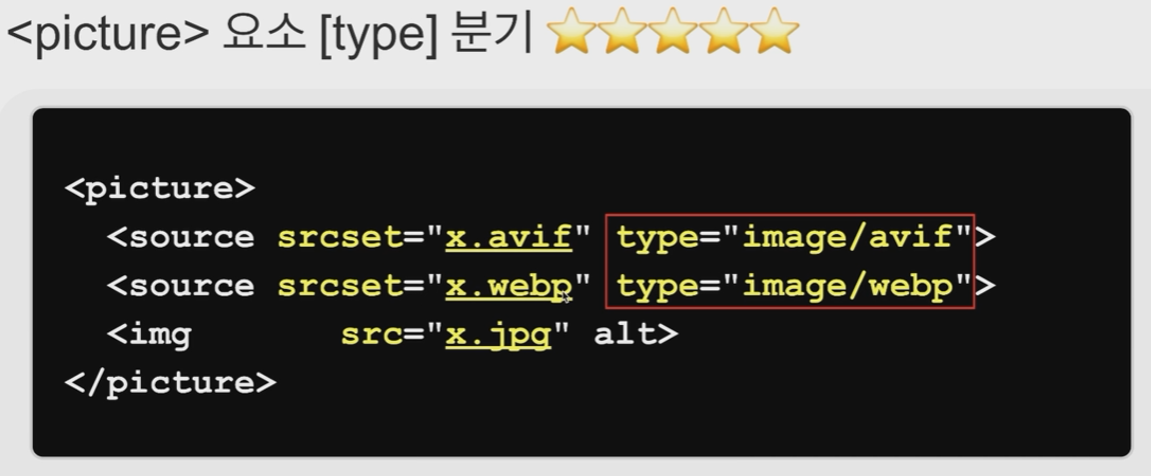 <picture> 요소 [type] 분기 ⭐⭐⭐⭐⭐
<picture>
<source srcset="x.avif" type="image/avif">
<source srcset="x.webp" type="image/webp">
<img src="x.jpg" alt>
</picture>